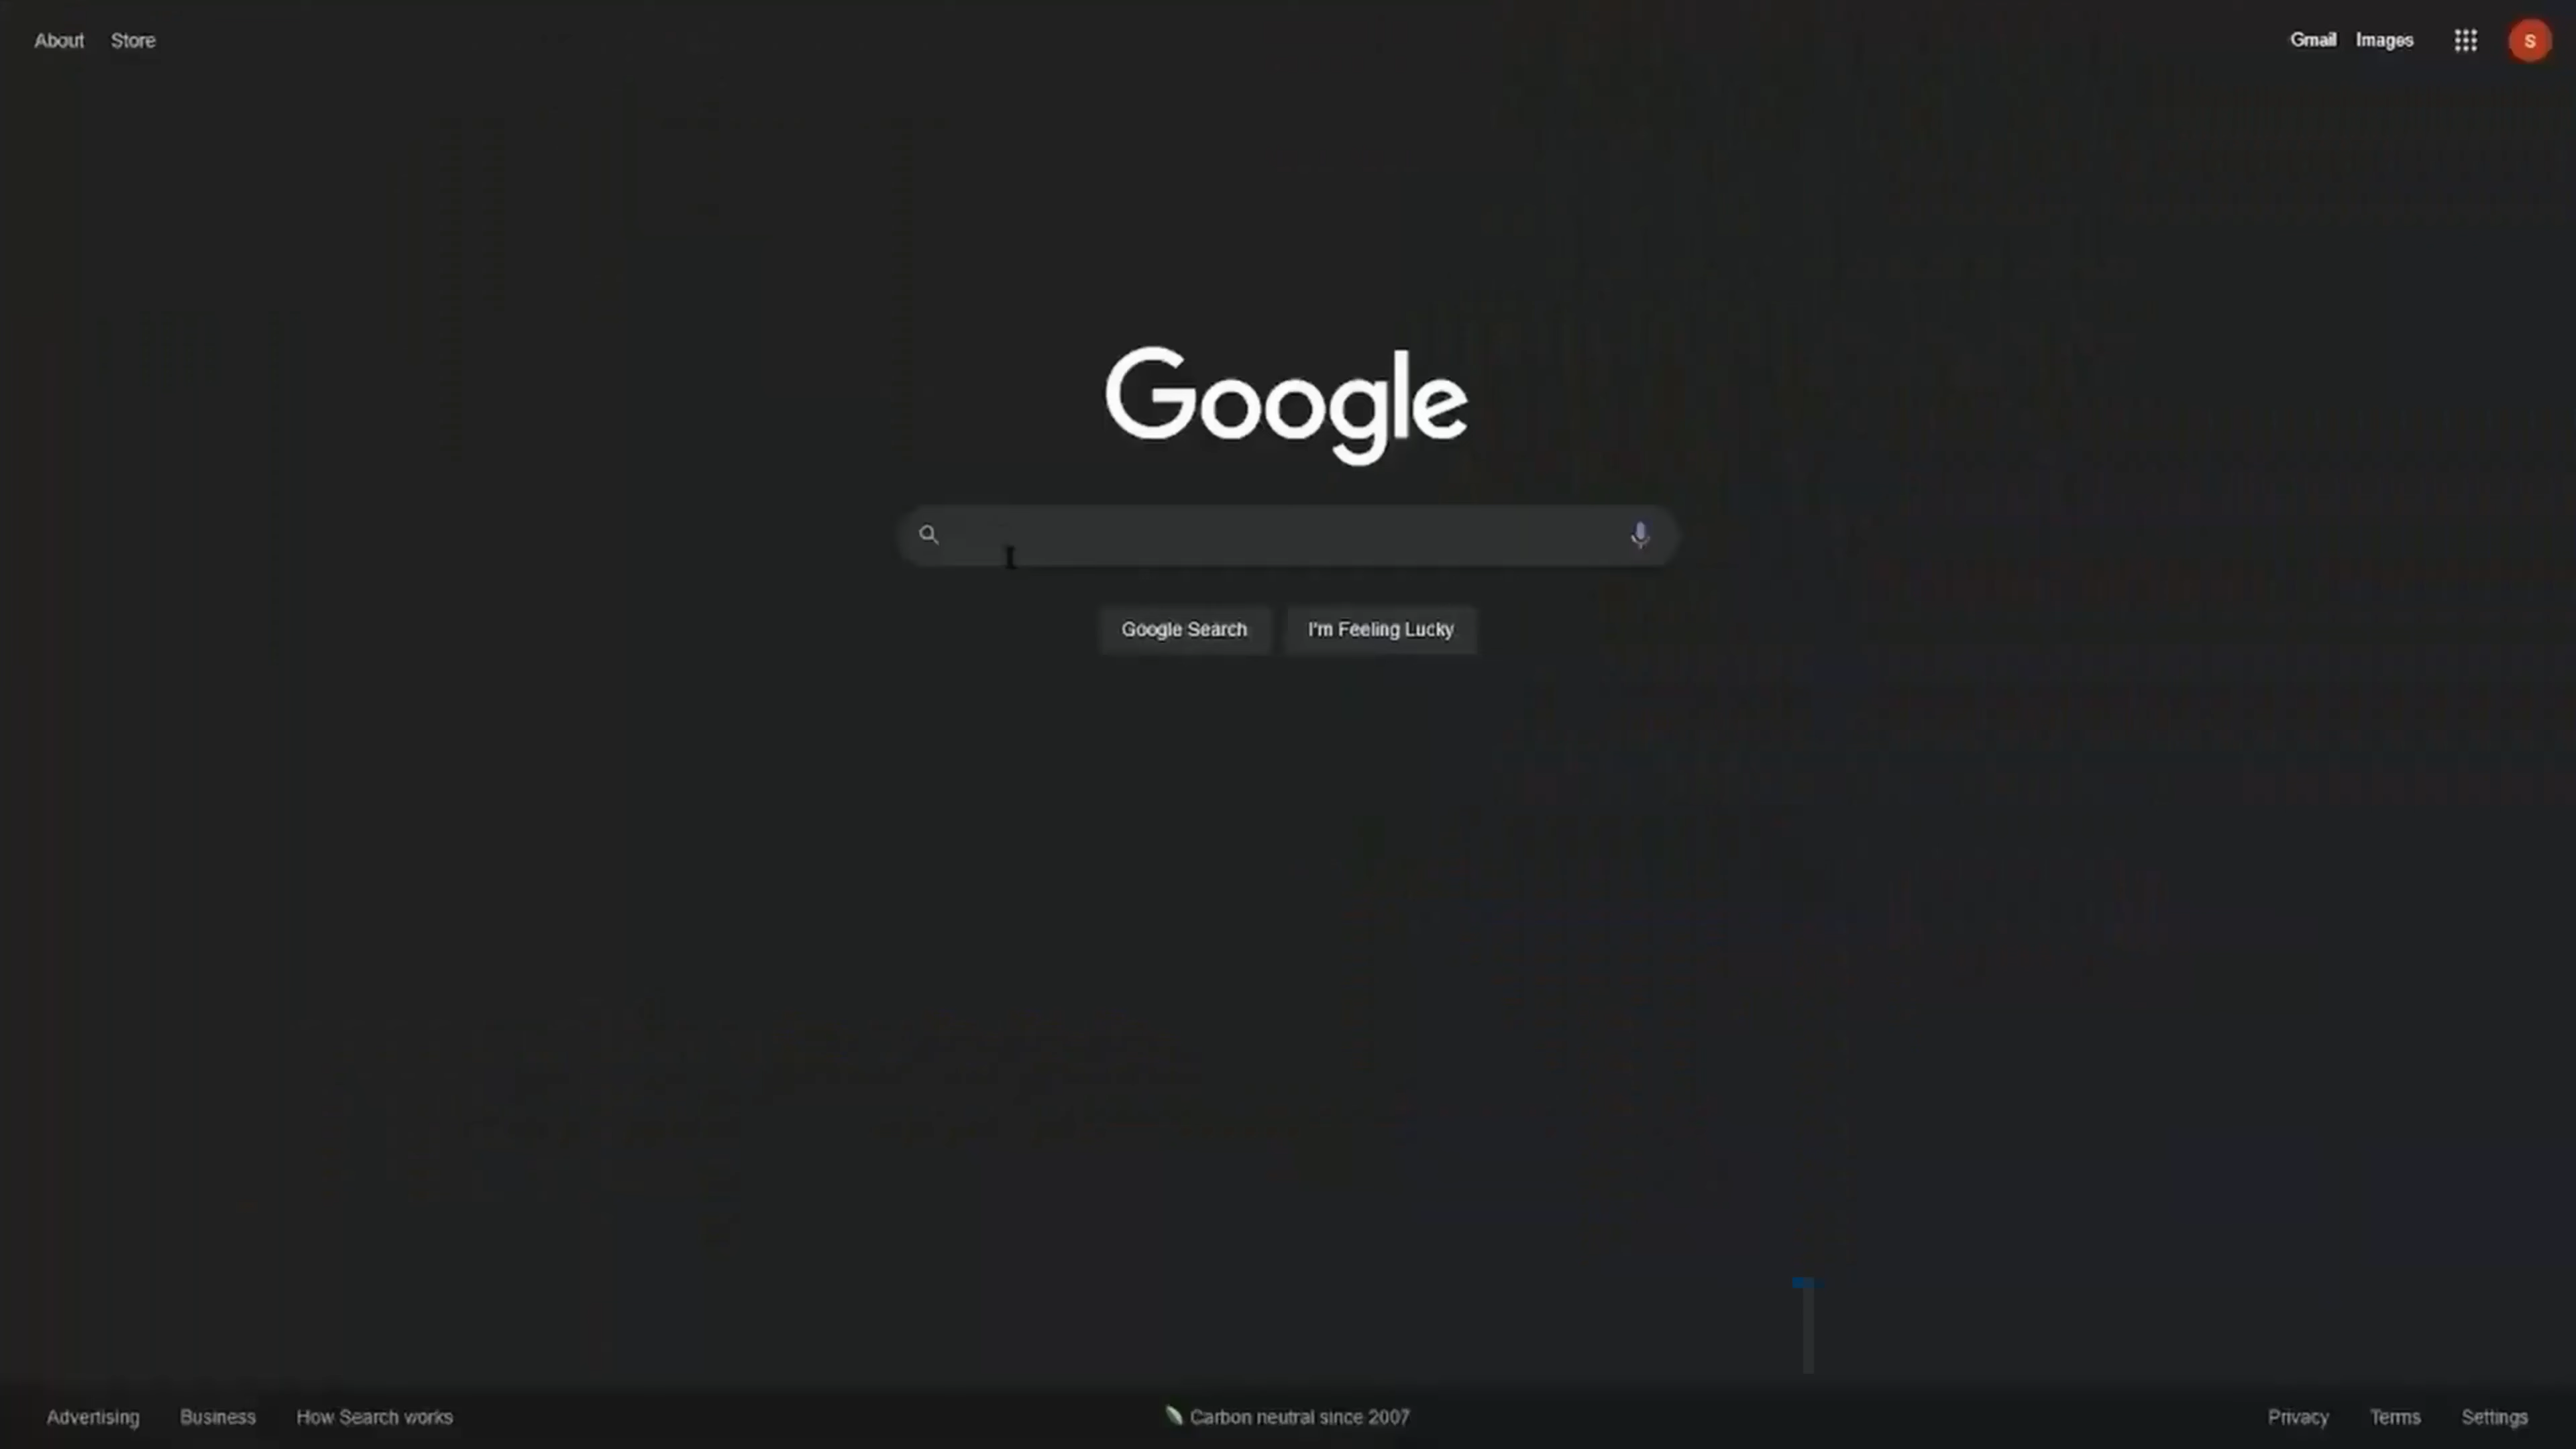 About Store Gmail Images S
Google
Google Search I'm Feeling Lucky
Advertising Business How Search works Carbon neutral since 2007 Privacy Terms Settings